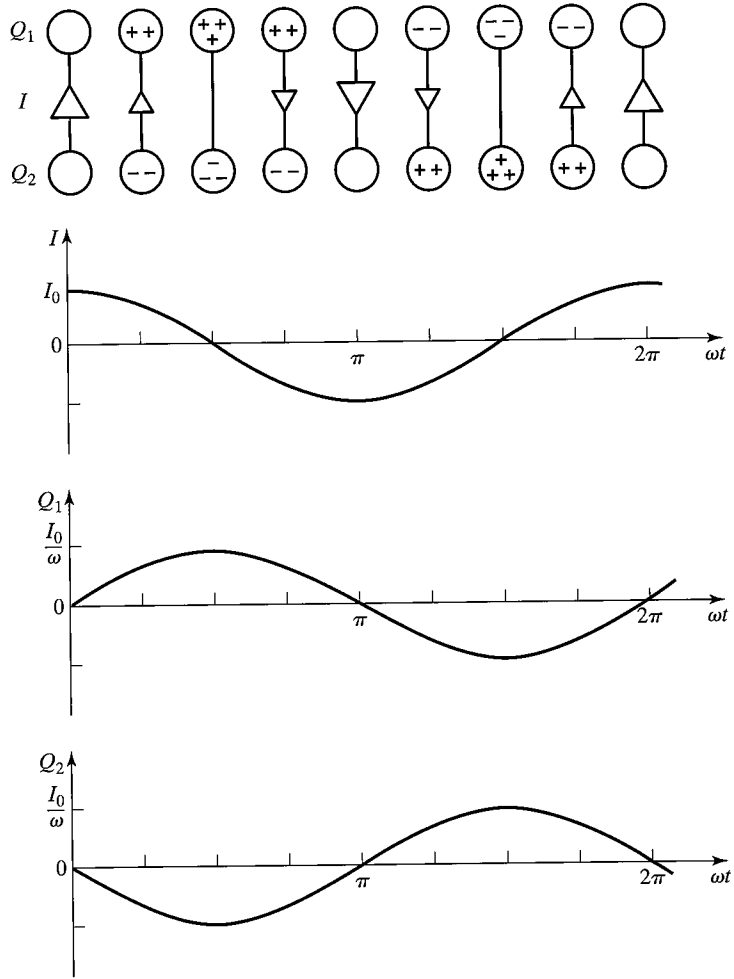 Q₁ ++ ++ + ++ -- -- - --
I
Q₂ -- - -- -- ++ + ++ ++
I
I₀
0 π 2π ωt
Q₁
I₀
ω
0 π 2π ωt
Q₂
I₀
ω
0 π 2π ωt